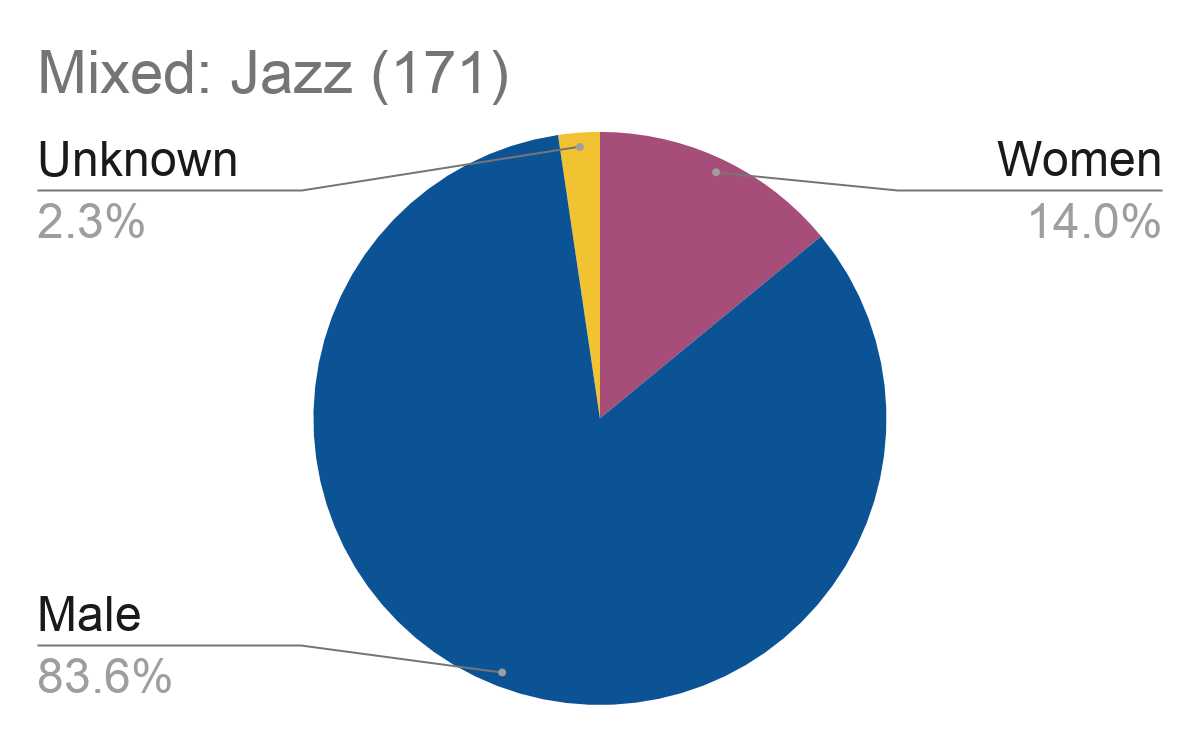 Mixed: Jazz (171)
Unknown
2.3%
Women
14.0%
Male
83.6%